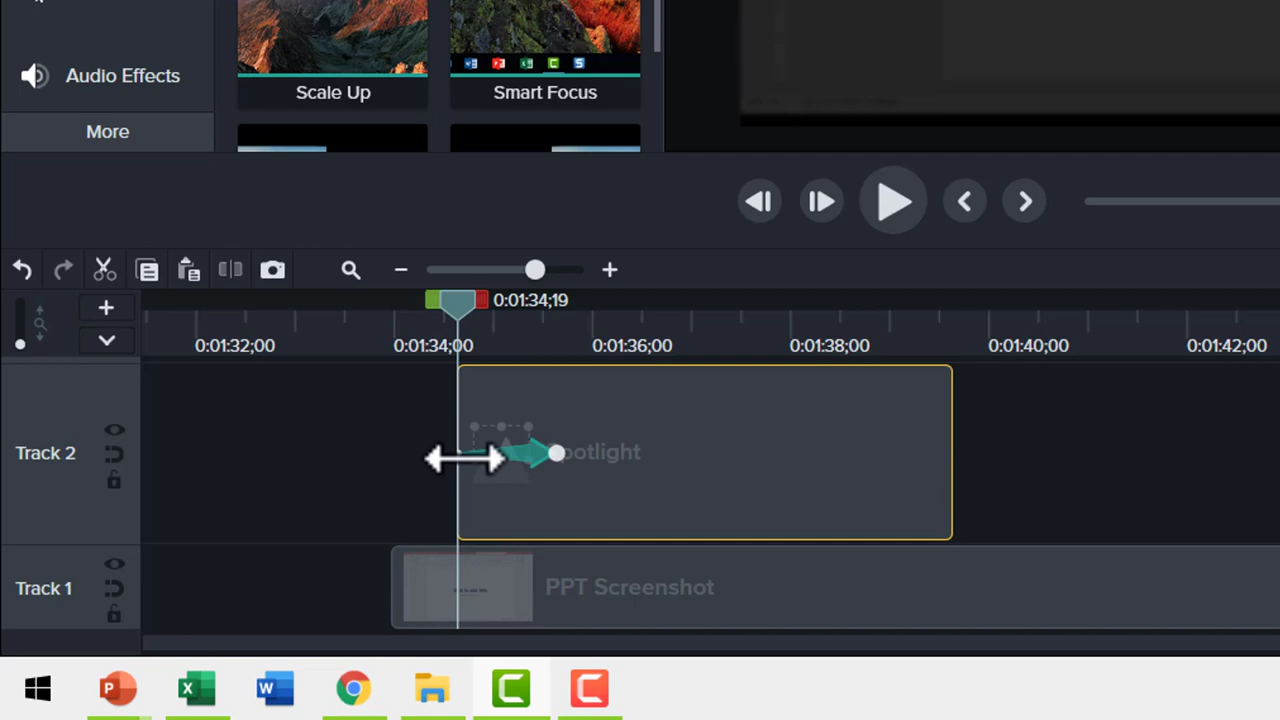 Audio Effects
Scale Up
Smart Focus
More
0:01:34;19
0:01:32;00
0:01:34;00
0:01:36;00
0:01:38;00
0:01:40;00
0:01:42;00
Track 2
Spotlight
Track 1
PPT Screenshot